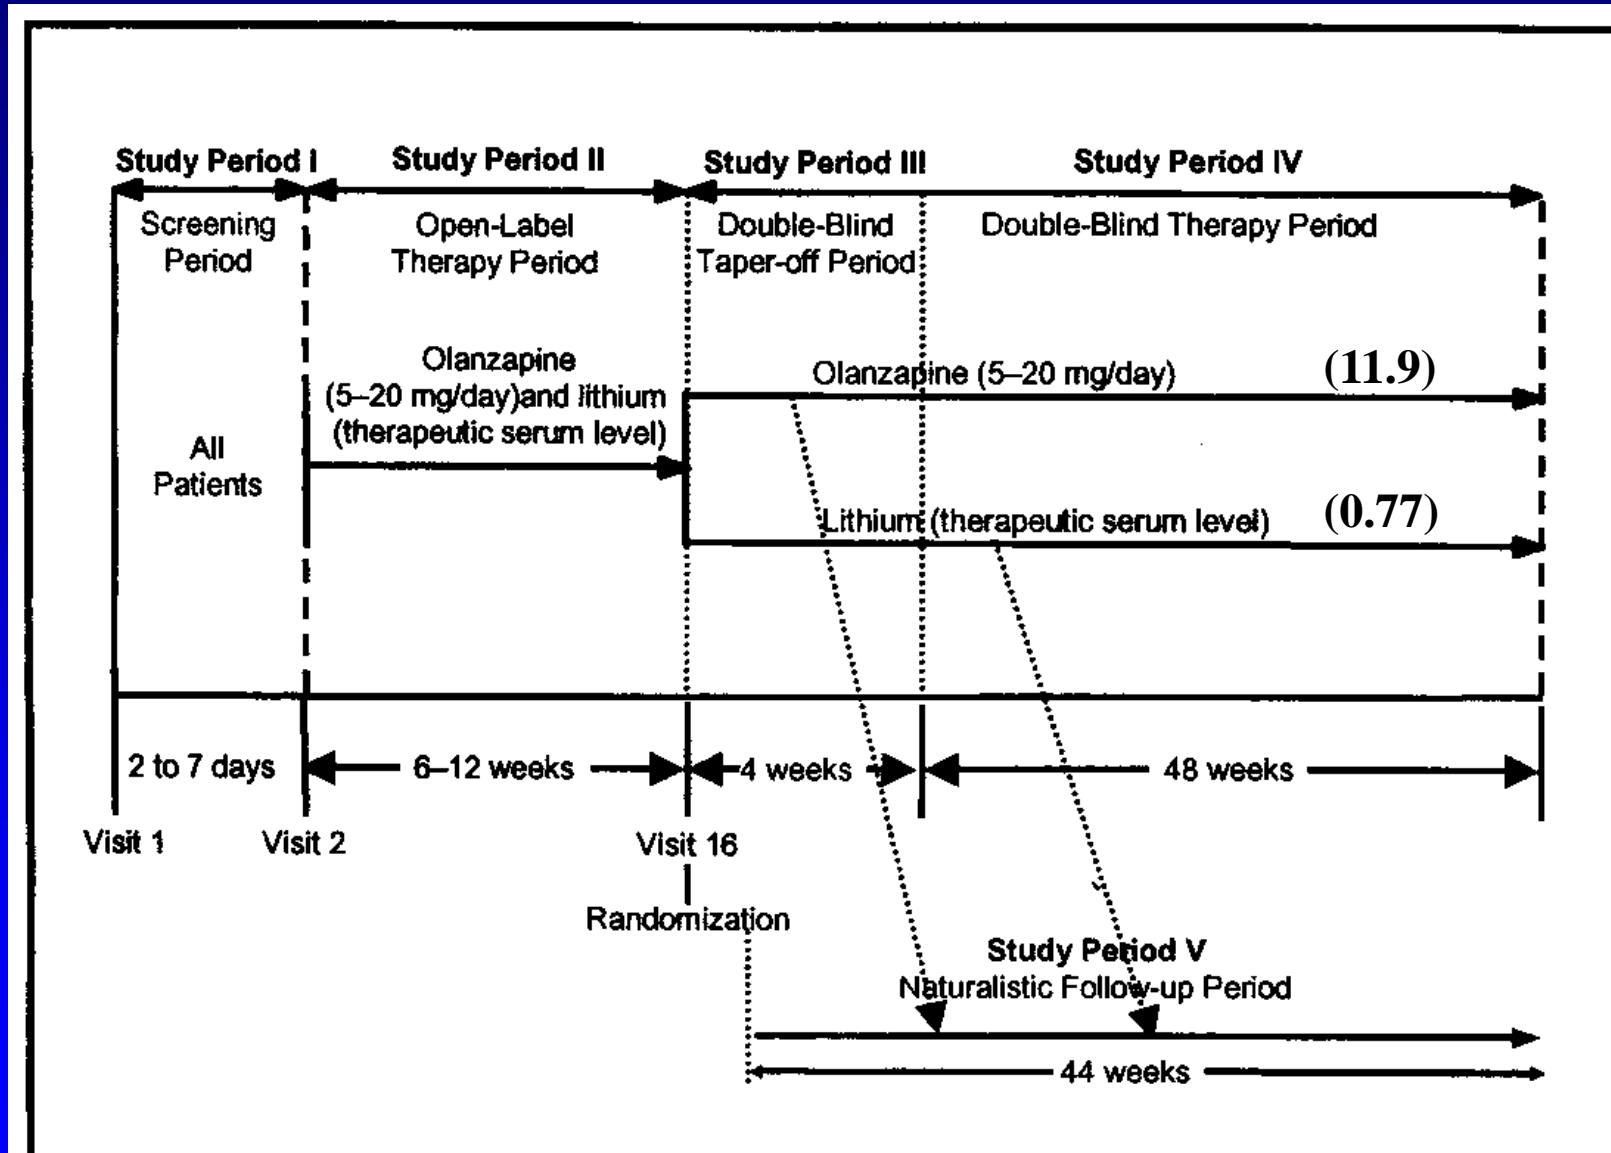 Study Period I
Study Period II
Study Period III
Study Period IV
Screening
Period
Open-Label
Therapy Period
Double-Blind
Taper-off Period
Double-Blind Therapy Period
All
Patients
Olanzapine
(5–20 mg/day)and lithium
(therapeutic serum level)
Olanzapine (5–20 mg/day)
(11.9)
Lithium (therapeutic serum level)
(0.77)
2 to 7 days
6–12 weeks
4 weeks
48 weeks
Visit 1
Visit 2
Visit 16
Randomization
Study Period V
Naturalistic Follow-up Period
44 weeks